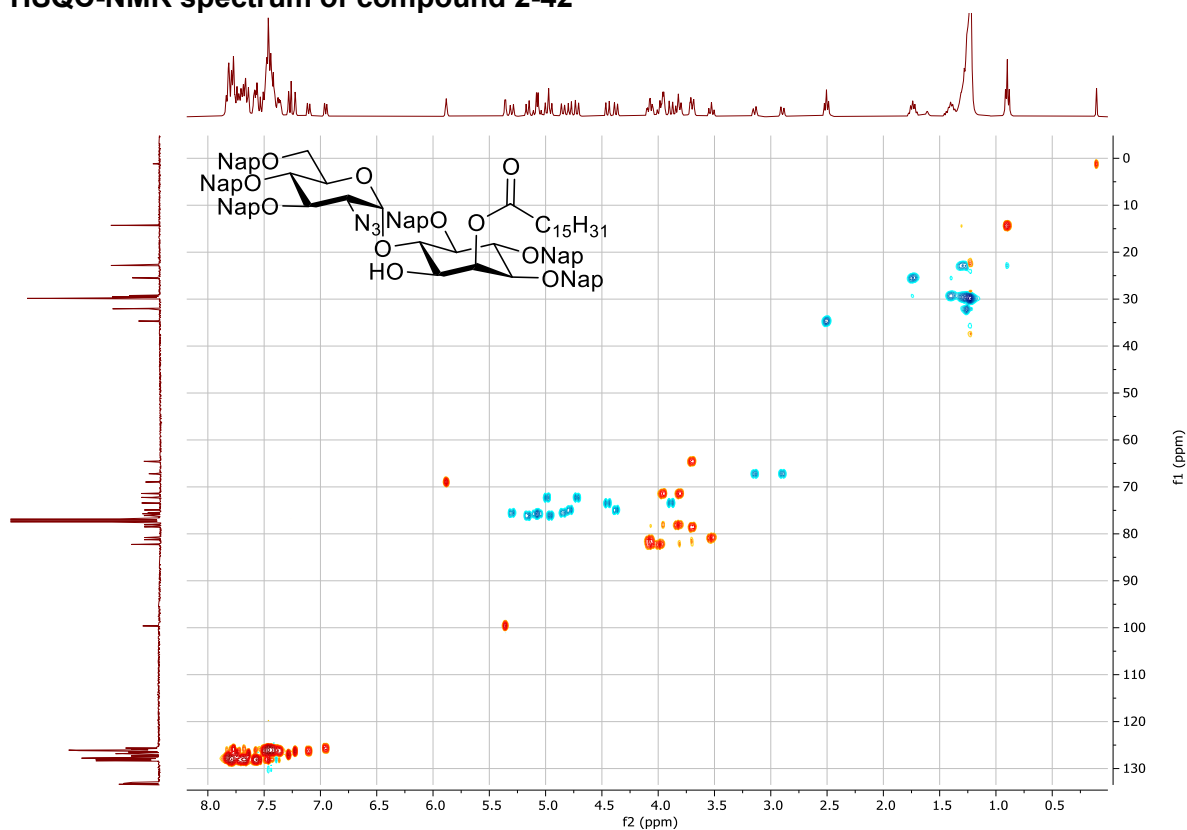 HSQC-NMR spectrum of compound 2-42
NapO
NapO
NapO
O
N3
NapO
O
O
C15H31
O
HO
ONap
ONap
0
10
20
30
40
50
60
70
80
90
100
110
120
130
f1 (ppm)
8.0 7.5 7.0 6.5 6.0 5.5 5.0 4.5 4.0 3.5 3.0 2.5 2.0 1.5 1.0 0.5
f2 (ppm)